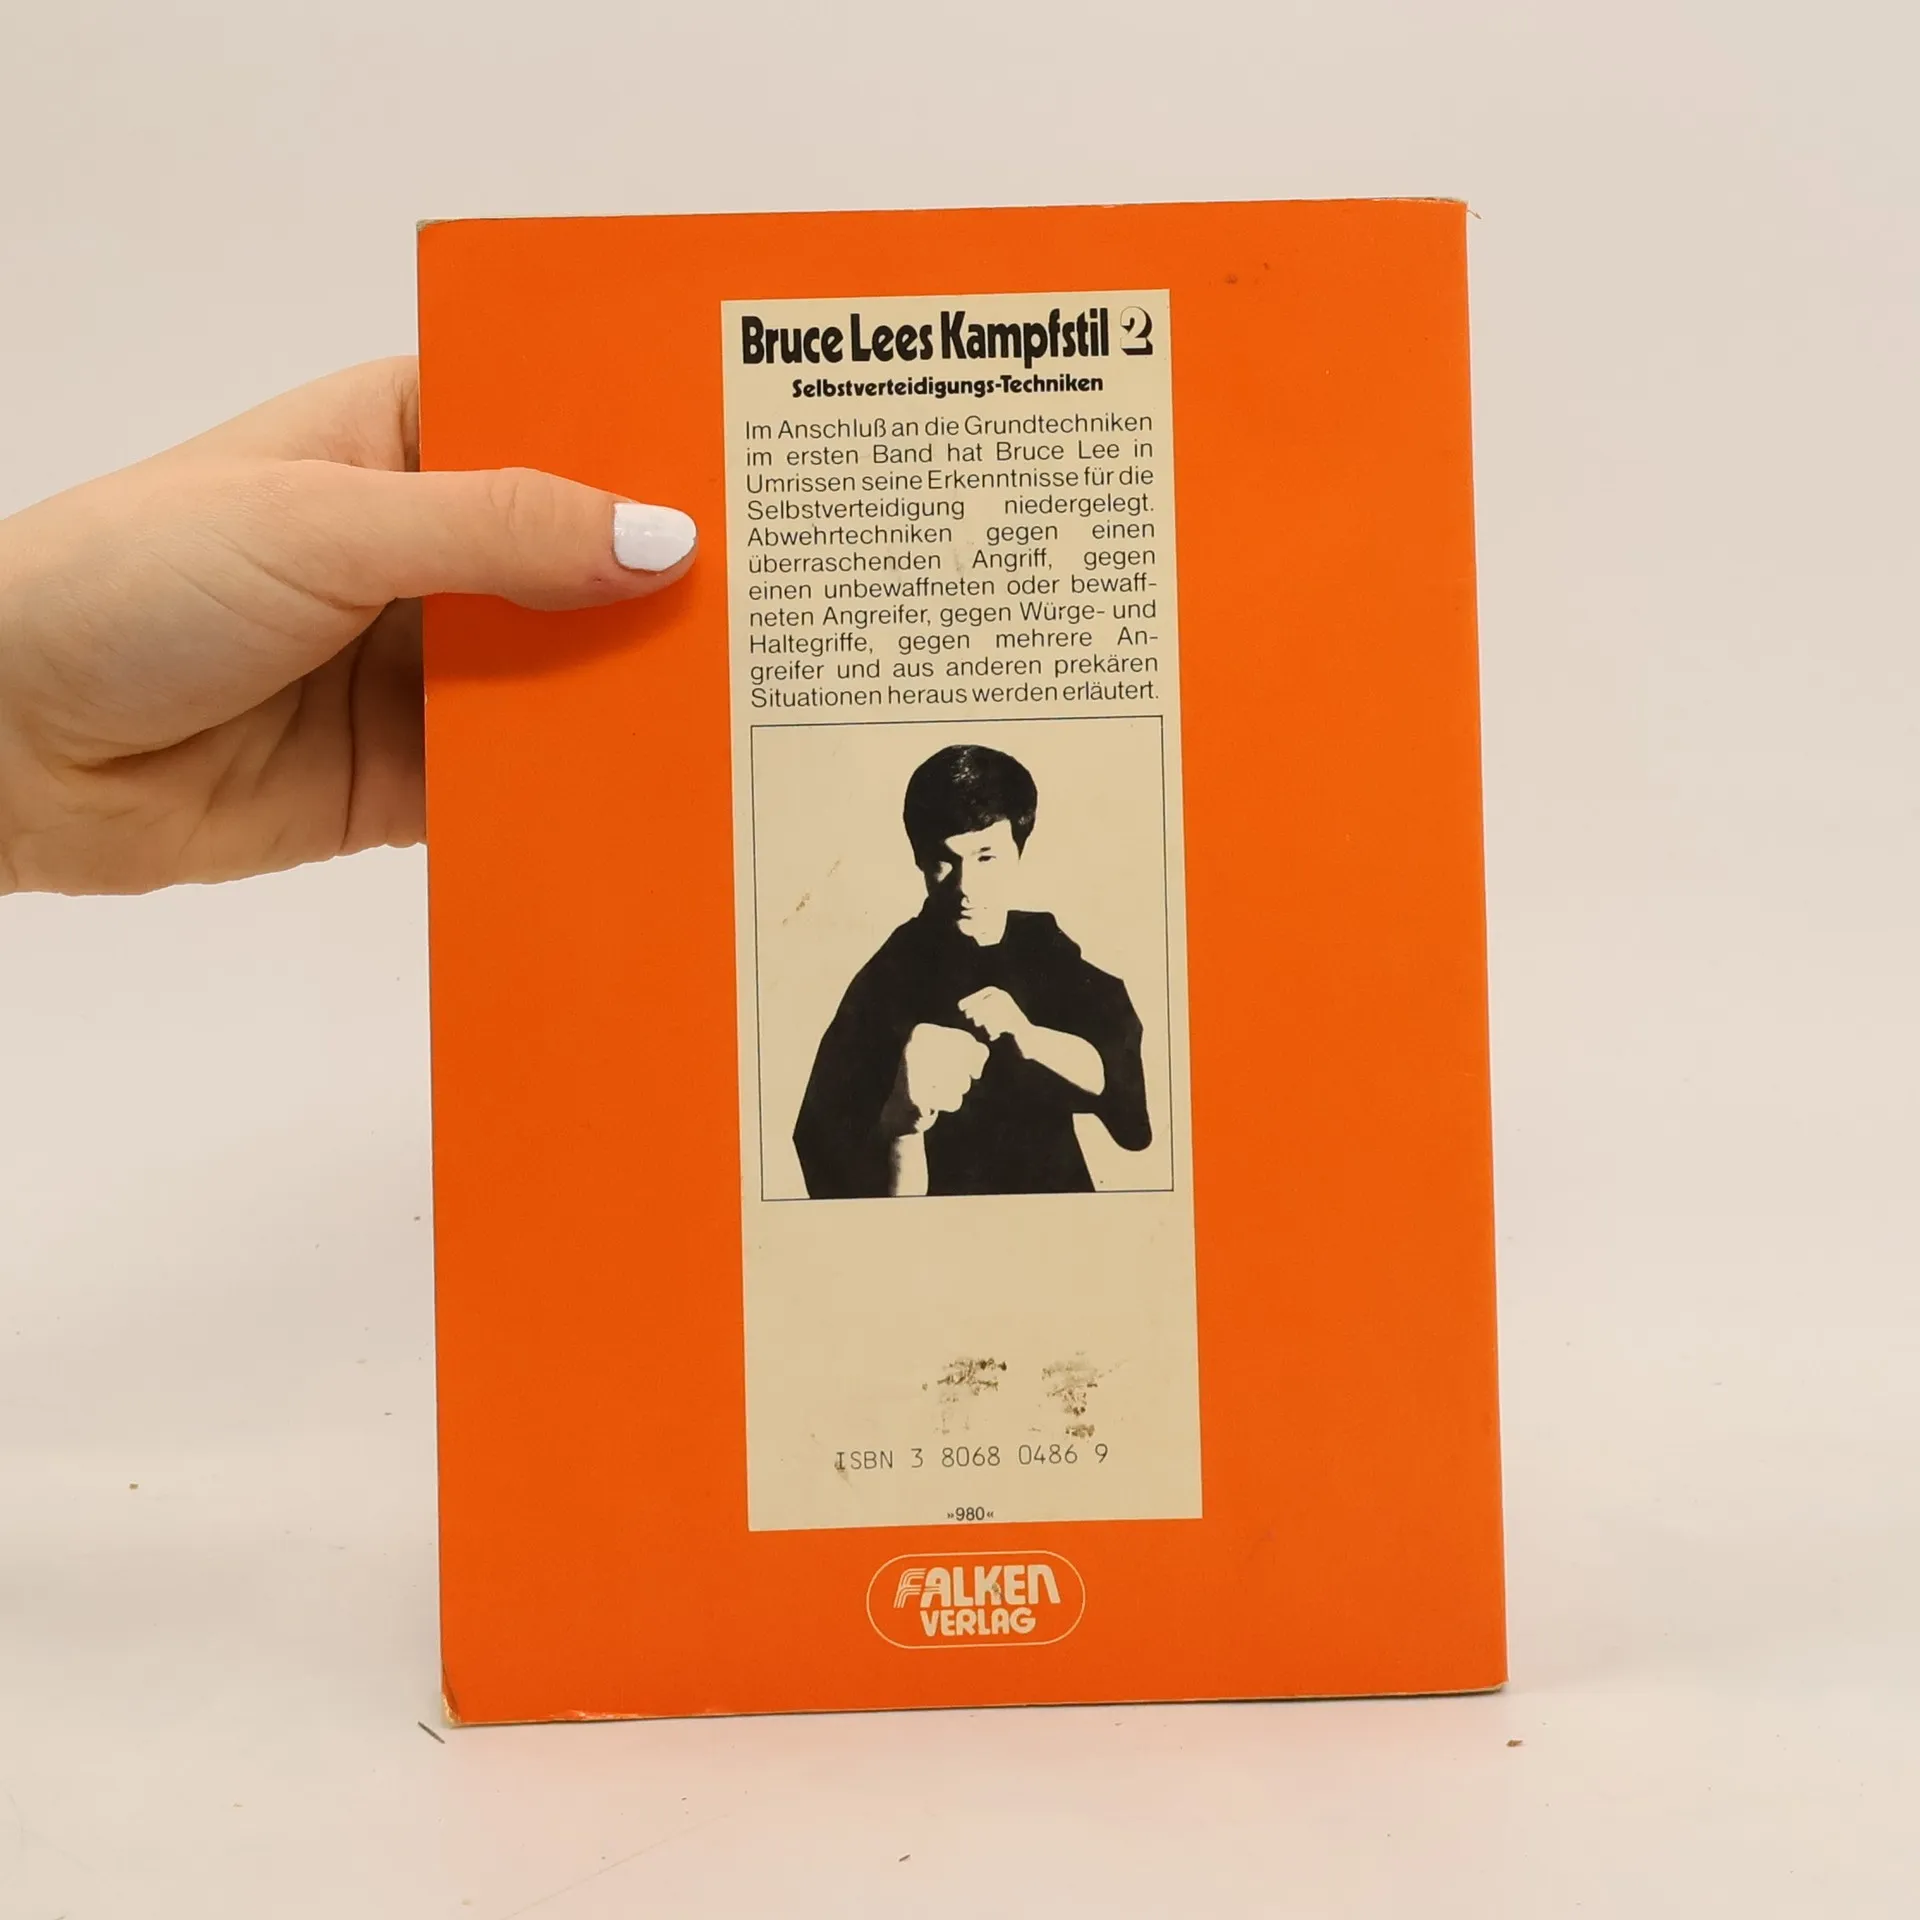 Bruce Lees Kampfstil 2
Selbstverteidigungs-Techniken
Im Anschluß an die Grundtechniken
im ersten Band hat Bruce Lee in
Umrissen seine Erkenntnisse für die
Selbstverteidigung niedergelegt.
Abwehrtechniken gegen einen
überraschenden Angriff, gegen
einen unbewaffneten oder bewaff-
neten Angreifer, gegen Würge- und
Haltegriffe, gegen mehrere An-
greifer und aus anderen prekären
Situationen heraus werden erläutert.
ISBN 3 8068 0486 9
»980«
FALKEN
VERLAG